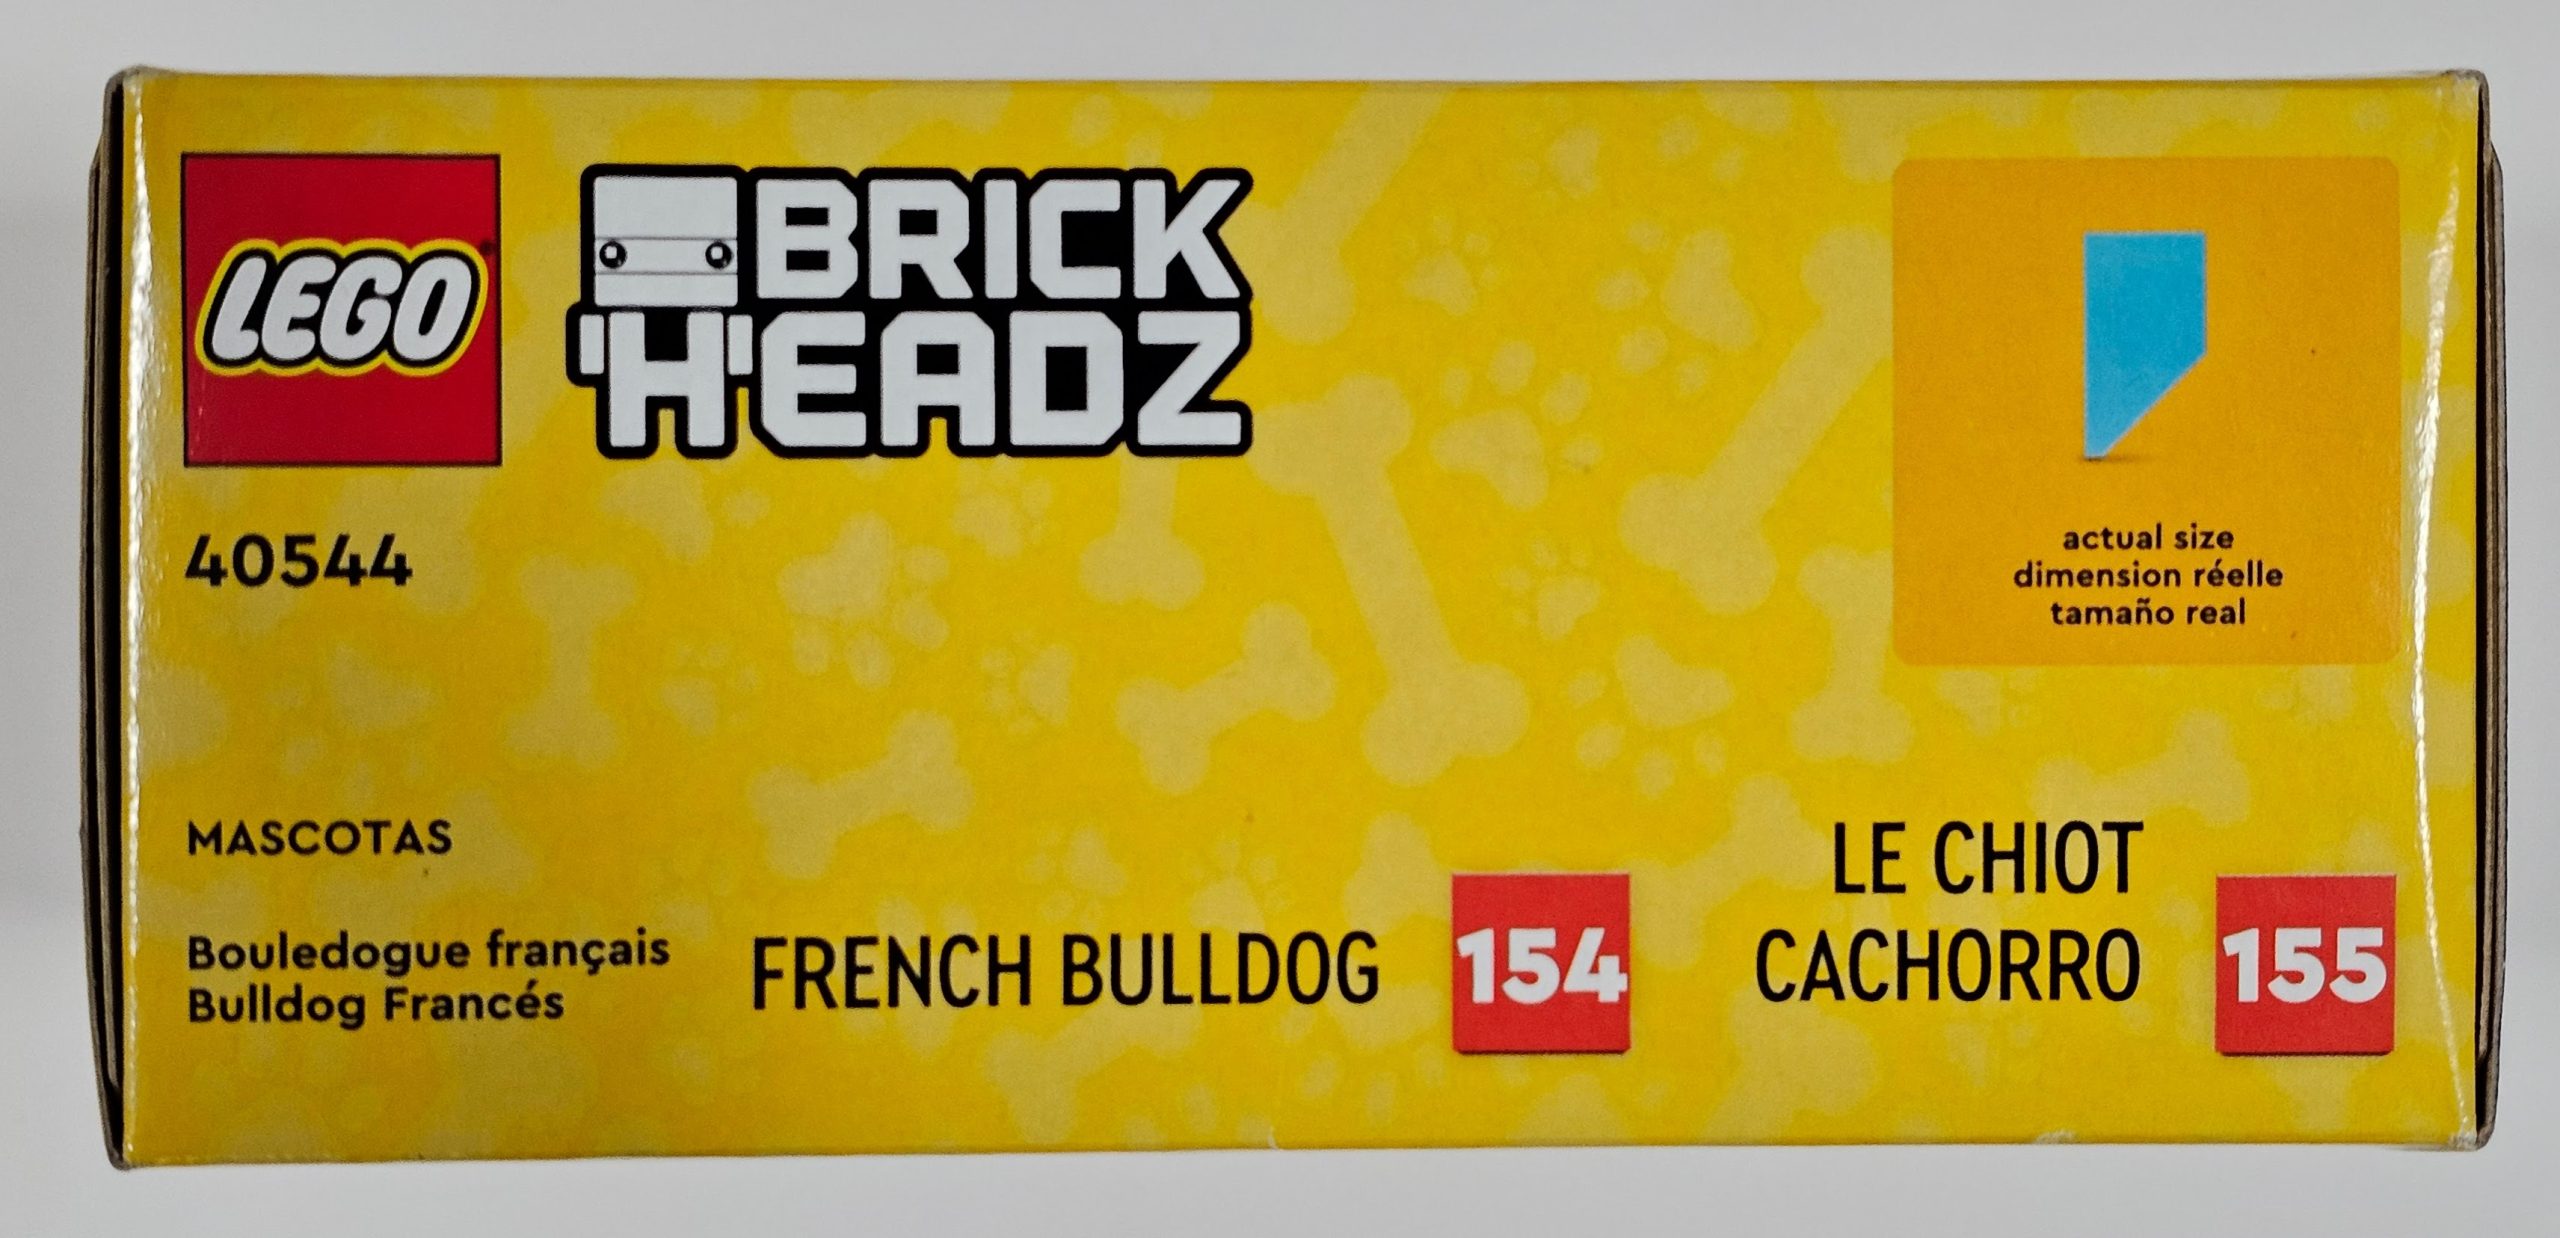 LEGO
BRICK
HEADZ
40544
actual size
dimension réelle
tamaño real
MASCOTAS
Bouledogue français
Bulldog Francés
FRENCH BULLDOG
154
LE CHIOT
CACHORRO
155